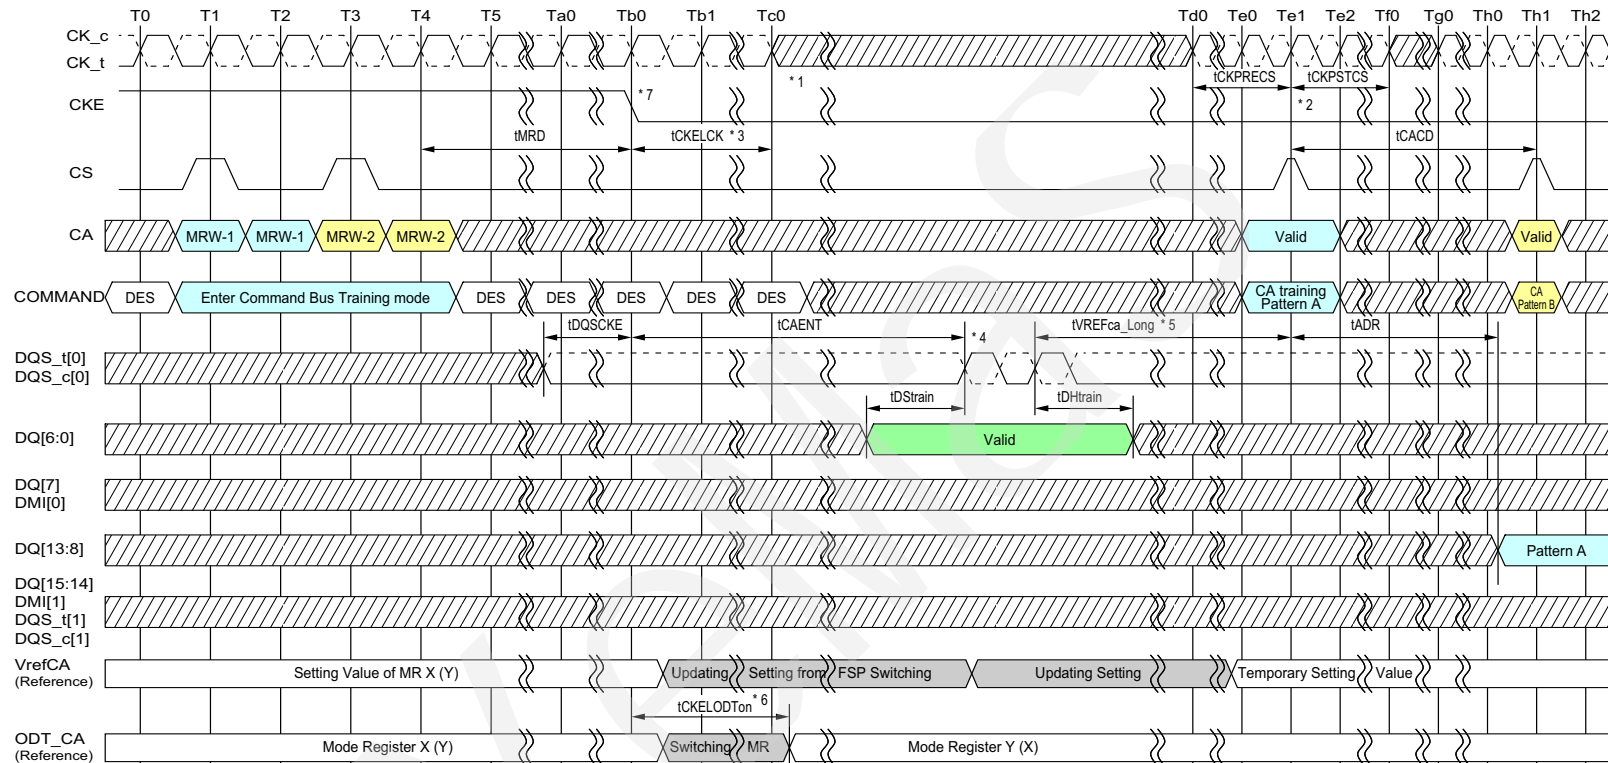 T0 T1 T2 T3 T4 T5 Ta0 Tb0 Tb1 Tc0 Td0 Te0 Te1 Te2 Tf0 Tg0 Th0 Th1 Th2
CK_c
CK_t
tCKPRECS tCKPSTCS
* 1
CKE
* 7
* 2
tMRD tCKELCK * 3 tCACD
CS
CA MRW-1 MRW-1 MRW-2 MRW-2 Valid Valid
COMMAND DES Enter Command Bus Training mode DES DES DES DES DES CA training Pattern A CA Pattern B
tDQSCKE tCAENT * 4 tVREFca_Long * 5 tADR
DQS_t[0]
DQS_c[0]
tDStrain tDHtrain
DQ[6:0] Valid
DQ[7]
DMI[0]
DQ[13:8] Pattern A
DQ[15:14]
DMI[1]
DQS_t[1]
DQS_c[1]
VrefCA
(Reference)
Setting Value of MR X (Y) Updating Setting from FSP Switching Updating Setting Temporary Setting Value
tCKELODTon * 6
ODT_CA
(Reference)
Mode Register X (Y) Switching MR Mode Register Y (X)